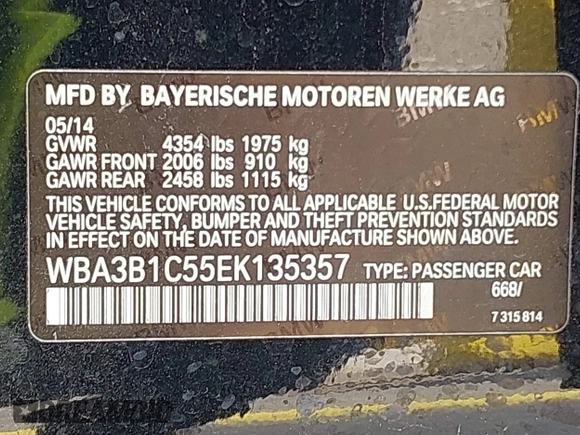 MFD BY BAYERISCHE MOTOREN WERKE AG
05/14
GVWR 4354 lbs 1975 kg
GAWR FRONT 2006 lbs 910 kg
GAWR REAR 2458 lbs 1115 kg
THIS VEHICLE CONFORMS TO ALL APPLICABLE U.S.FEDERAL MOTOR
VEHICLE SAFETY, BUMPER AND THEFT PREVENTION STANDARDS
IN EFFECT ON THE DATE OF MANUFACTURE SHOWN ABOVE.
WBA3B1C55EK135357 TYPE: PASSENGER CAR
668/
7 315 814
1